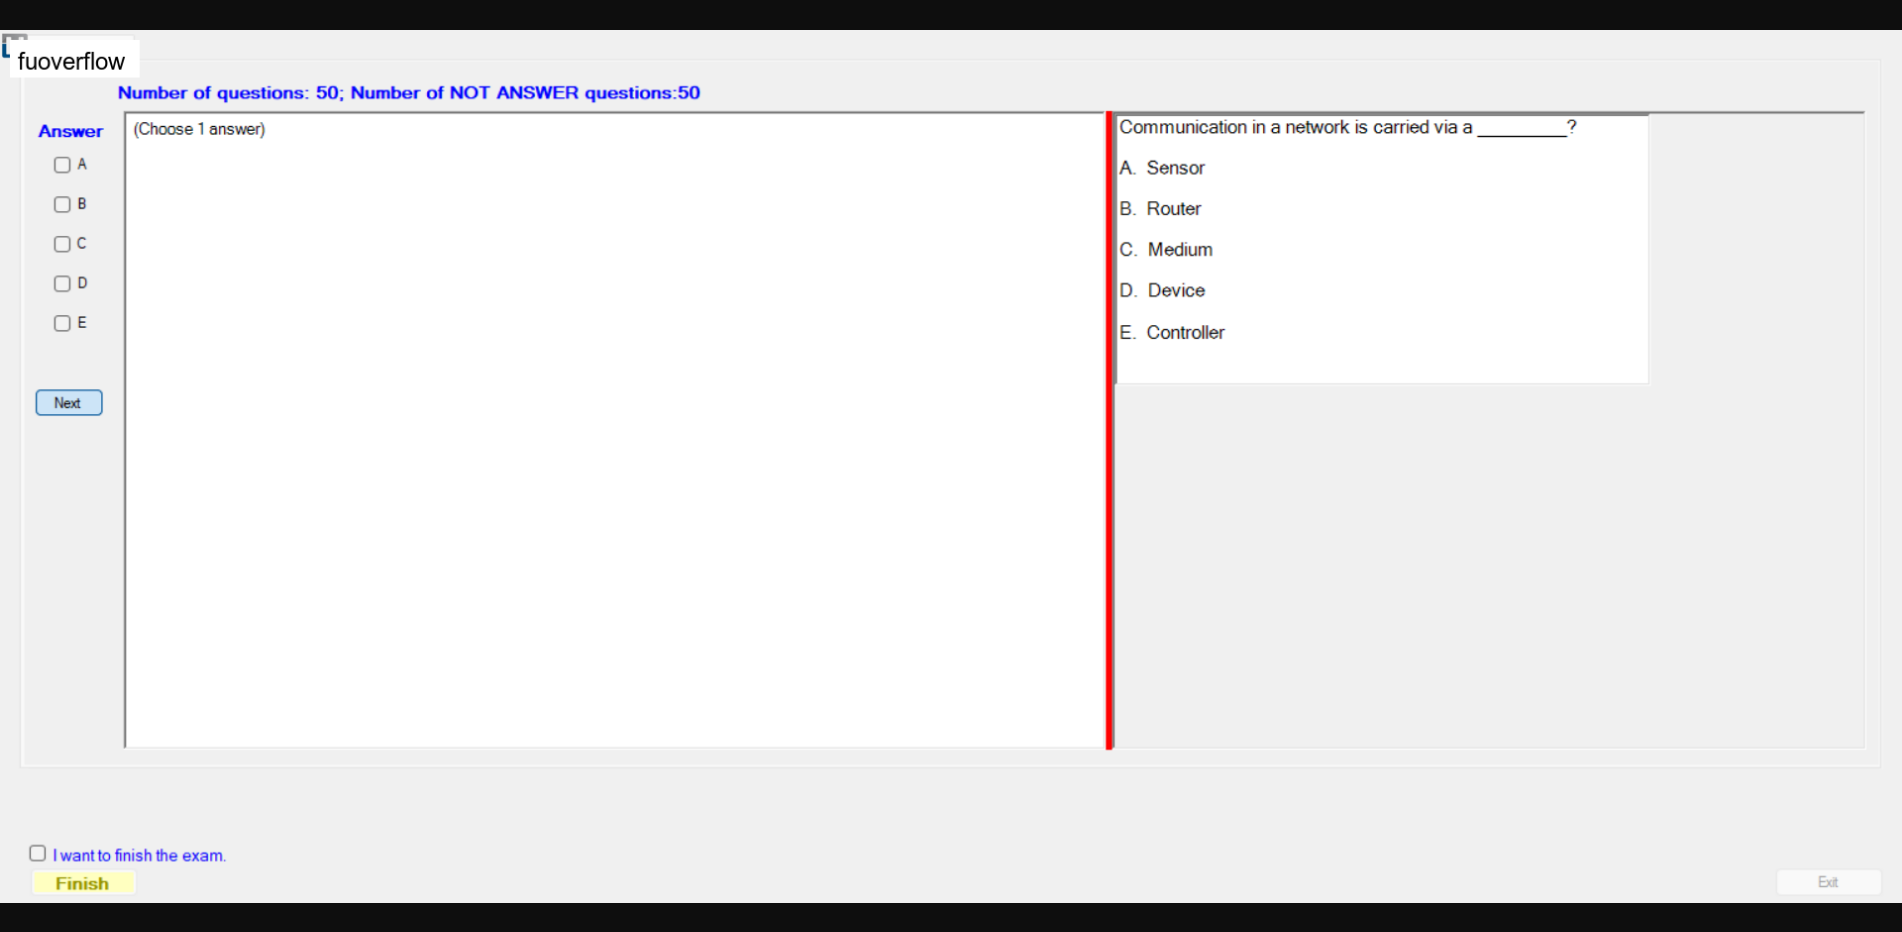 fuoverflow
Number of questions: 50; Number of NOT ANSWER questions:50
Answer
A
B
C
D
E
Next
(Choose 1 answer)
Communication in a network is carried via a _________?
A. Sensor
B. Router
C. Medium
D. Device
E. Controller
I want to finish the exam.
Finish
Exit